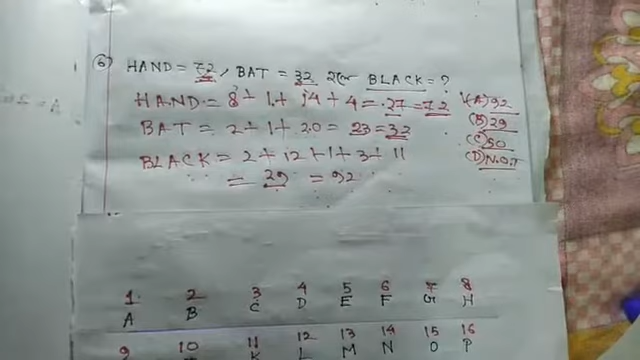 6) HAND = 72, BAT = 32 হলে BLACK = ?
HAND = 8 + 1 + 14 + 4 = 27 = 72 (A) 92
BAT = 2 + 1 + 20 = 23 = 32 (B) 29
BLACK = 2 + 12 + 1 + 3 + 11 (C) 50
= 29 = 92 (D) N.O.T
1 2 3 4 5 6 7 8
A B C D E F G H
9 10 11 12 13 14 15 16
K L M N O P